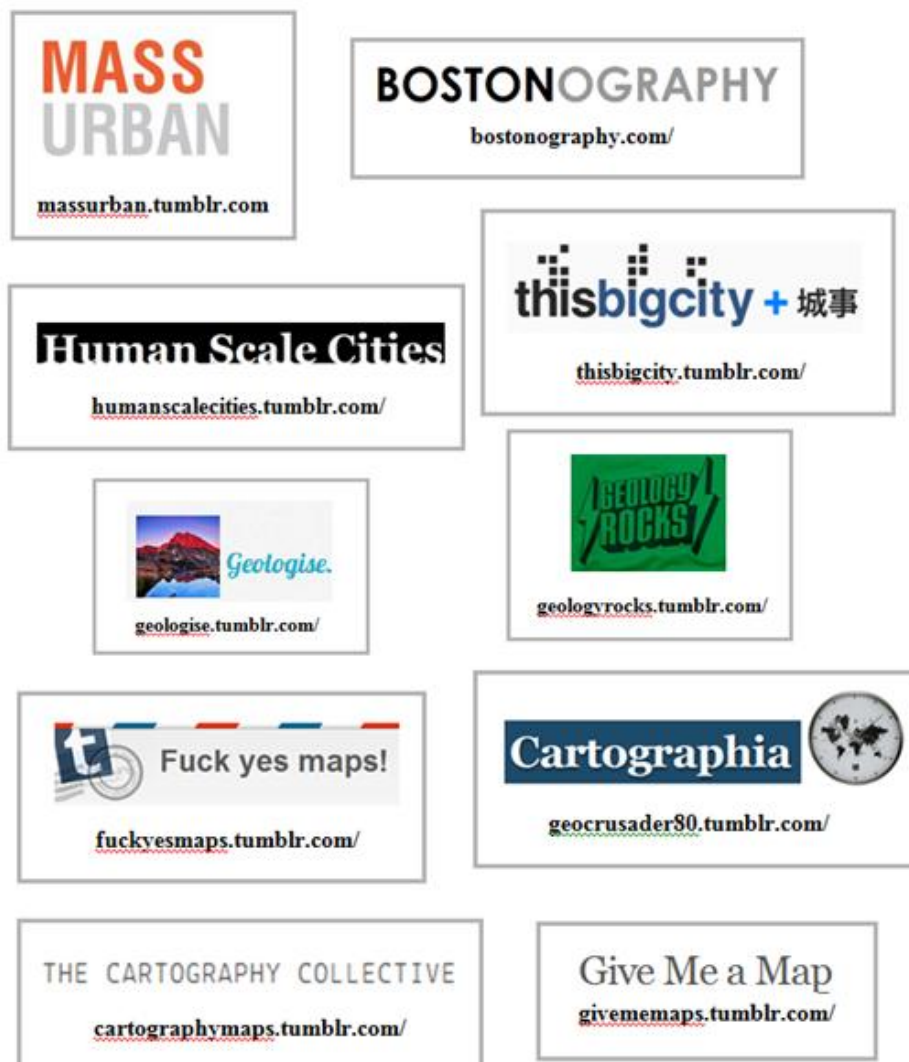 MASS
URBAN
massurban.tumblr.com
BOSTONOGRAPHY
bostonography.com/
thisbigcity + 城事
thisbigcity.tumblr.com/
Human Scale Cities
humanscalecities.tumblr.com/
Geologise.
geologise.tumblr.com/
GEOLOGY
ROCKS
geologyrocks.tumblr.com/
t
Fuck yes maps!
fuckyesmaps.tumblr.com/
Cartographia
geocrusader80.tumblr.com/
THE CARTOGRAPHY COLLECTIVE
cartographymaps.tumblr.com/
Give Me a Map
givememaps.tumblr.com/